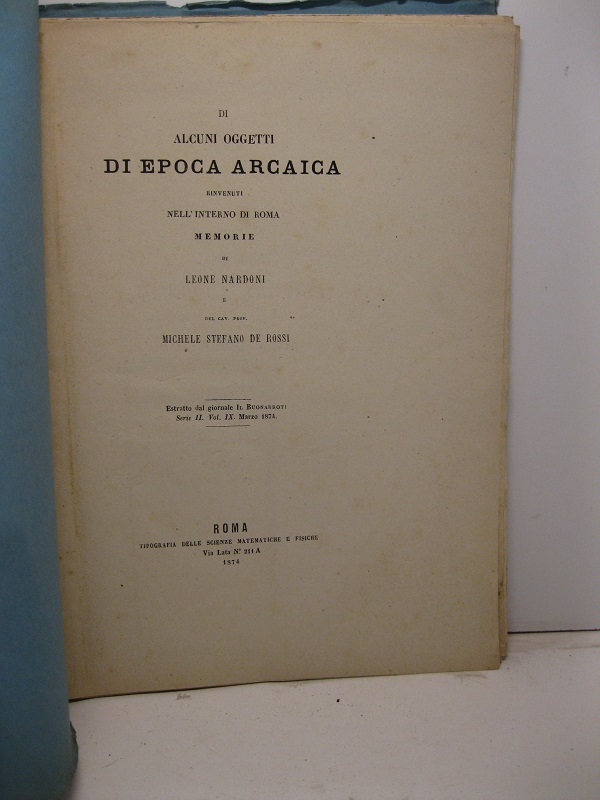 DI
ALCUNI OGGETTI
DI EPOCA ARCAICA
RINVENUTI
NELL'INTERNO DI ROMA
MEMORIE
DI
LEONE NARDONI
E
DEL CAV. PROF.
MICHELE STEFANO DE ROSSI
Estratto dal giornale IL BUONARROTI
Serie II. Vol. IX. Marzo 1874.
ROMA
TIPOGRAFIA DELLE SCIENZE MATEMATICHE E FISICHE
Via Lata N.° 211 A
1874